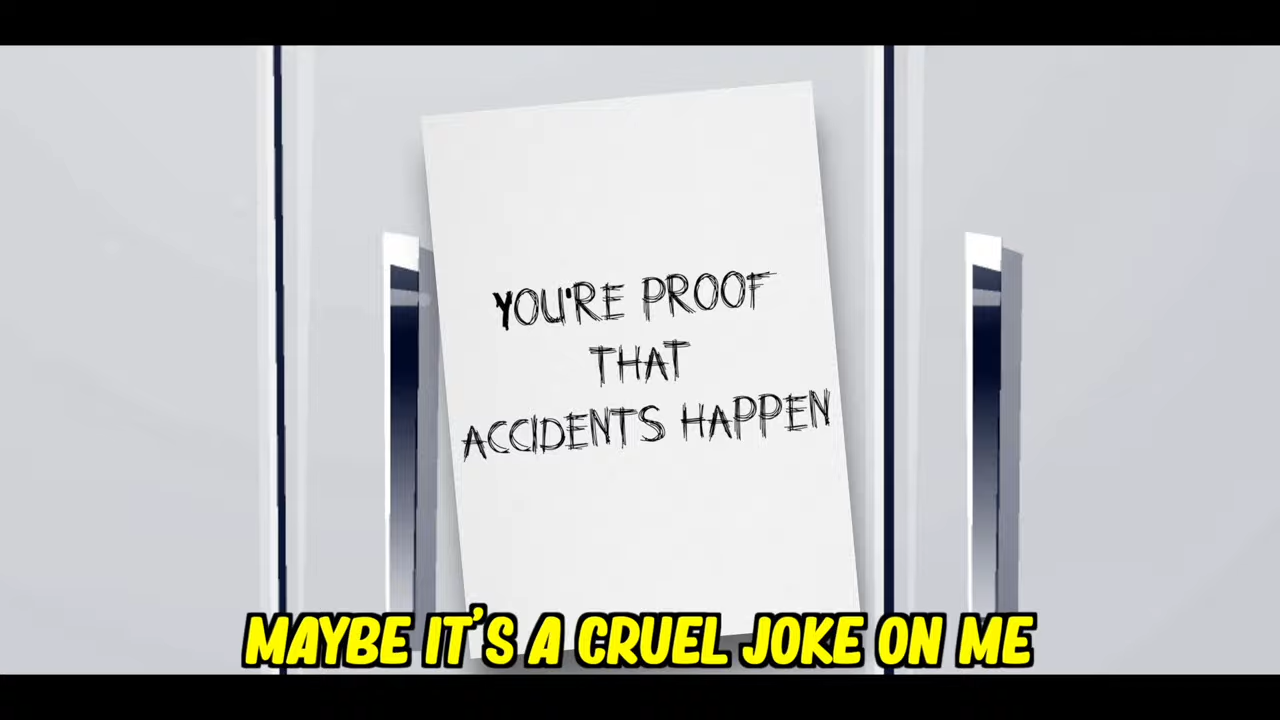 YOU'RE PROOF
THAT
ACCIDENTS HAPPEN
MAYBE IT'S A CRUEL JOKE ON ME